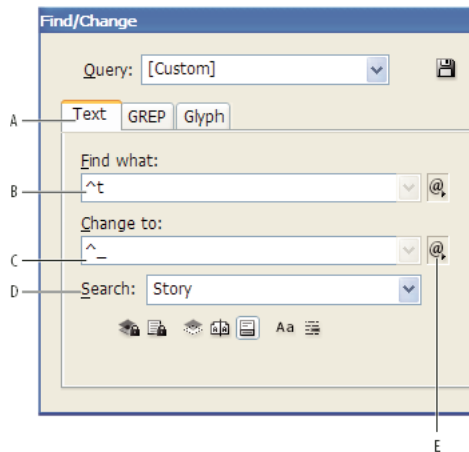 Find/Change
Query: [Custom]
A Text GREP Glyph
Find what:
B ^t @
Change to:
C ^_ @
D Search: Story
Aa
E